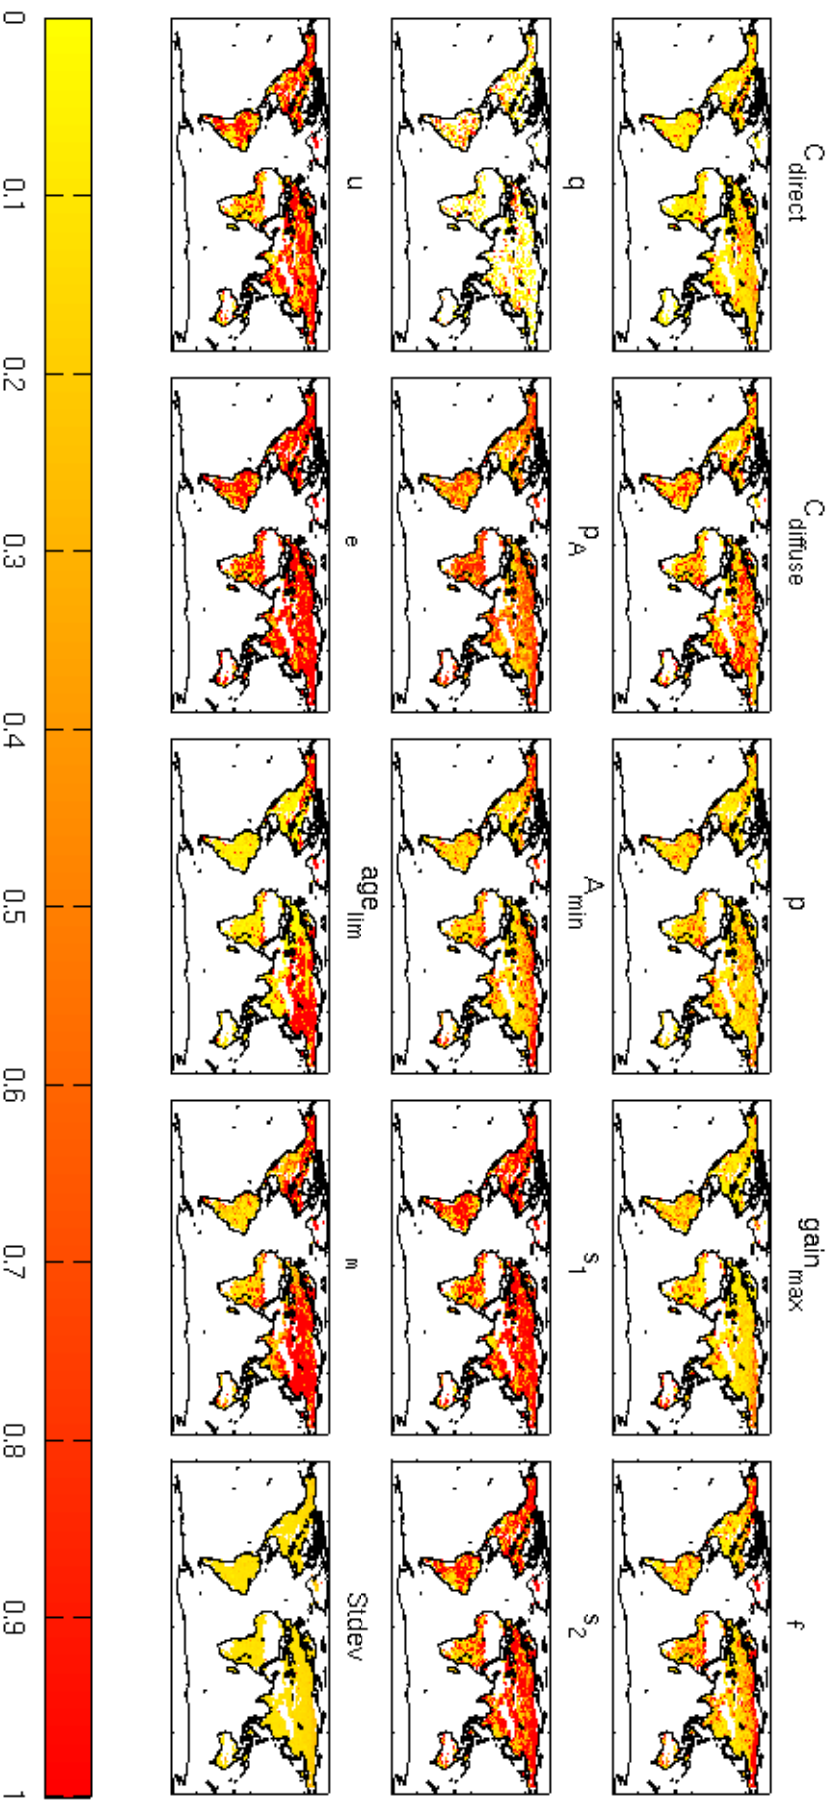 C direct C diffuse p gain max f
q p A A min s 1 s 2
u e age lim m Stdev
0 0.1 0.2 0.3 0.4 0.5 0.6 0.7 0.8 0.9 1